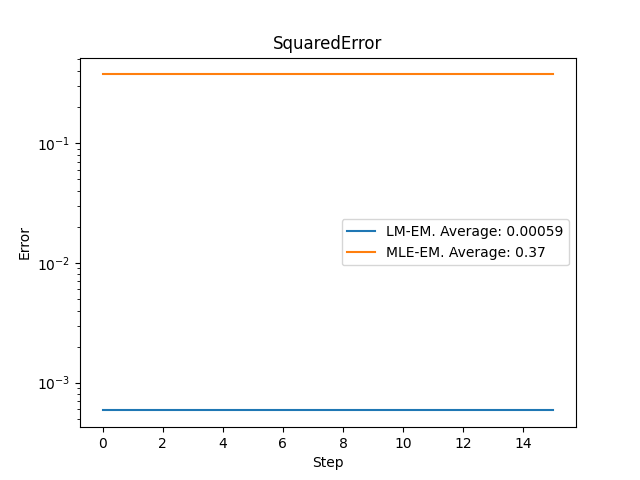 SquaredError
Error
10⁻¹
10⁻²
10⁻³
LM-EM. Average: 0.00059
MLE-EM. Average: 0.37
0 2 4 6 8 10 12 14
Step